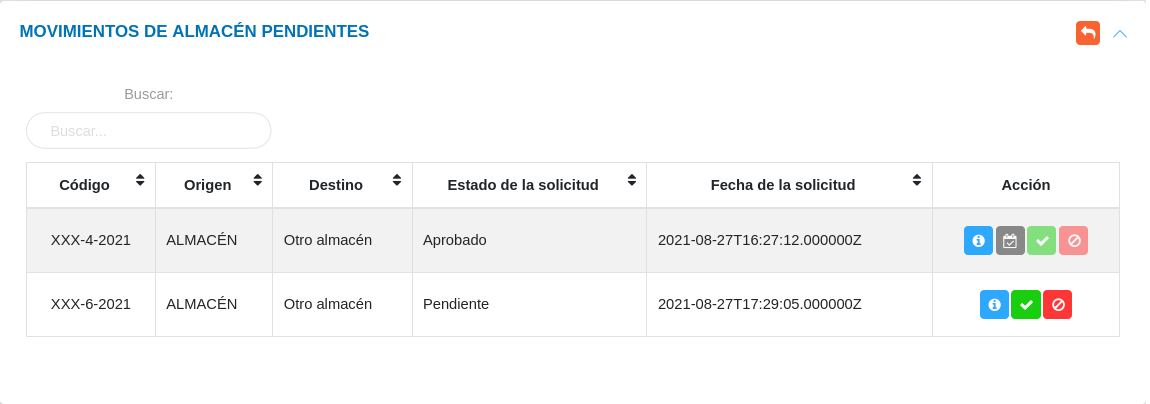 MOVIMIENTOS DE ALMACÉN PENDIENTES
Buscar:
Buscar...
Código Origen Destino Estado de la solicitud Fecha de la solicitud Acción
XXX-4-2021 ALMACÉN Otro almacén Aprobado 2021-08-27T16:27:12.000000Z
XXX-6-2021 ALMACÉN Otro almacén Pendiente 2021-08-27T17:29:05.000000Z